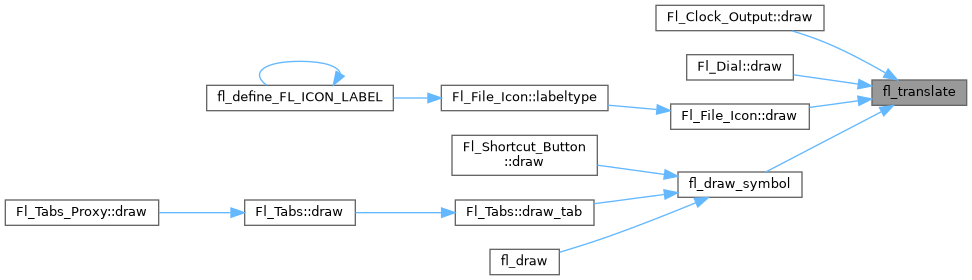 Fl_Clock_Output::draw
Fl_Dial::draw
fl_translate
fl_define_FL_ICON_LABEL
Fl_File_Icon::labeltype
Fl_File_Icon::draw
Fl_Shortcut_Button
::draw
fl_draw_symbol
Fl_Tabs_Proxy::draw
Fl_Tabs::draw
Fl_Tabs::draw_tab
fl_draw